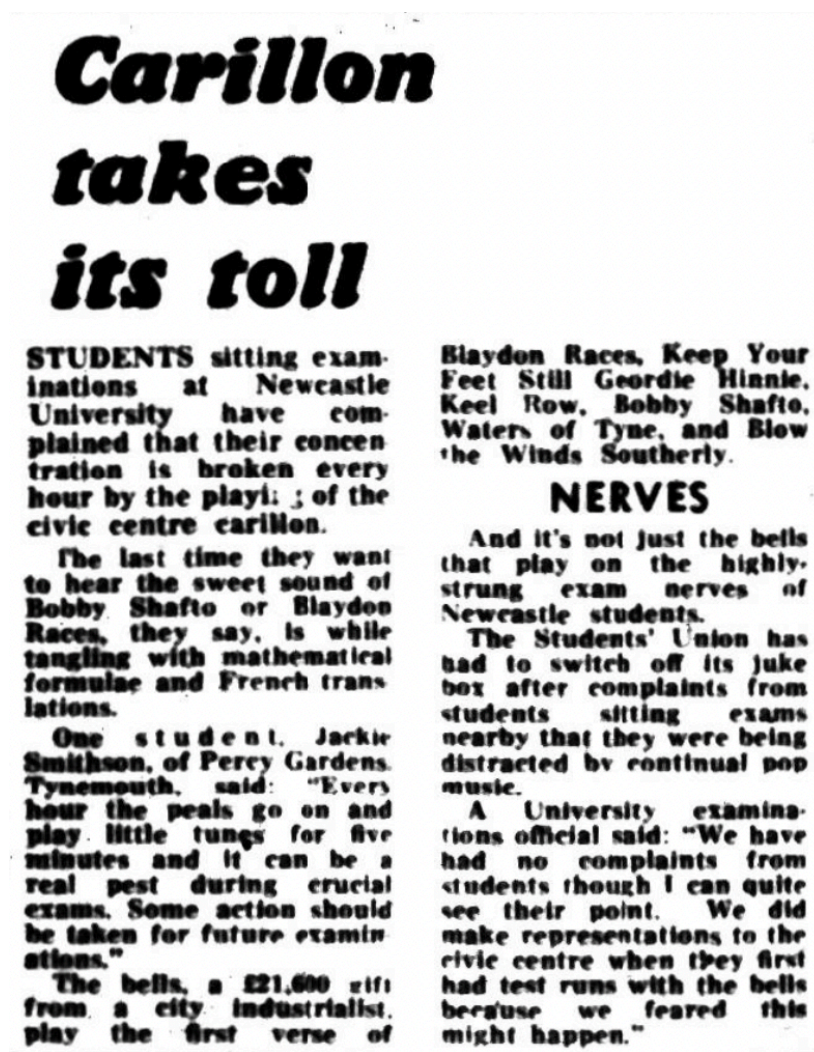 Carillon
takes
its toll
STUDENTS sitting exam-
inations at Newcastle
University have com-
plained that their concen
tration is broken every
hour by the playi: ; of the
civic centre carillon.
The last time they want
to hear the sweet sound of
Bobby Shafto or Blaydon
Races, they say, is while
tangling with mathematical
formulae and French trans
lations.
One student, Jackie
Smithson, of Percy Gardens,
Tynemouth, said: "Every
hour the peals go on and
play little tunes for five
minutes and it can be a
real pest during crucial
exams. Some action should
be taken for future examin
ations."
The bells, a £21,600 gift
from a city industrialist,
play the first verse of
Blaydon Races, Keep Your
Feet Still Geordie Hinnie,
Keel Row, Bobby Shafto,
Waters of Tyne, and Blow
the Winds Southerly.
NERVES
And it's not just the bells
that play on the highly-
strung exam nerves of
Newcastle students.
The Students' Union has
had to switch off its juke
box after complaints from
students sitting exams
nearby that they were being
distracted by continual pop
music.
A University examina-
tions official said: "We have
had no complaints from
students though I can quite
see their point. We did
make representations to the
civic centre when they first
had test runs with the bells
because we feared this
might happen."